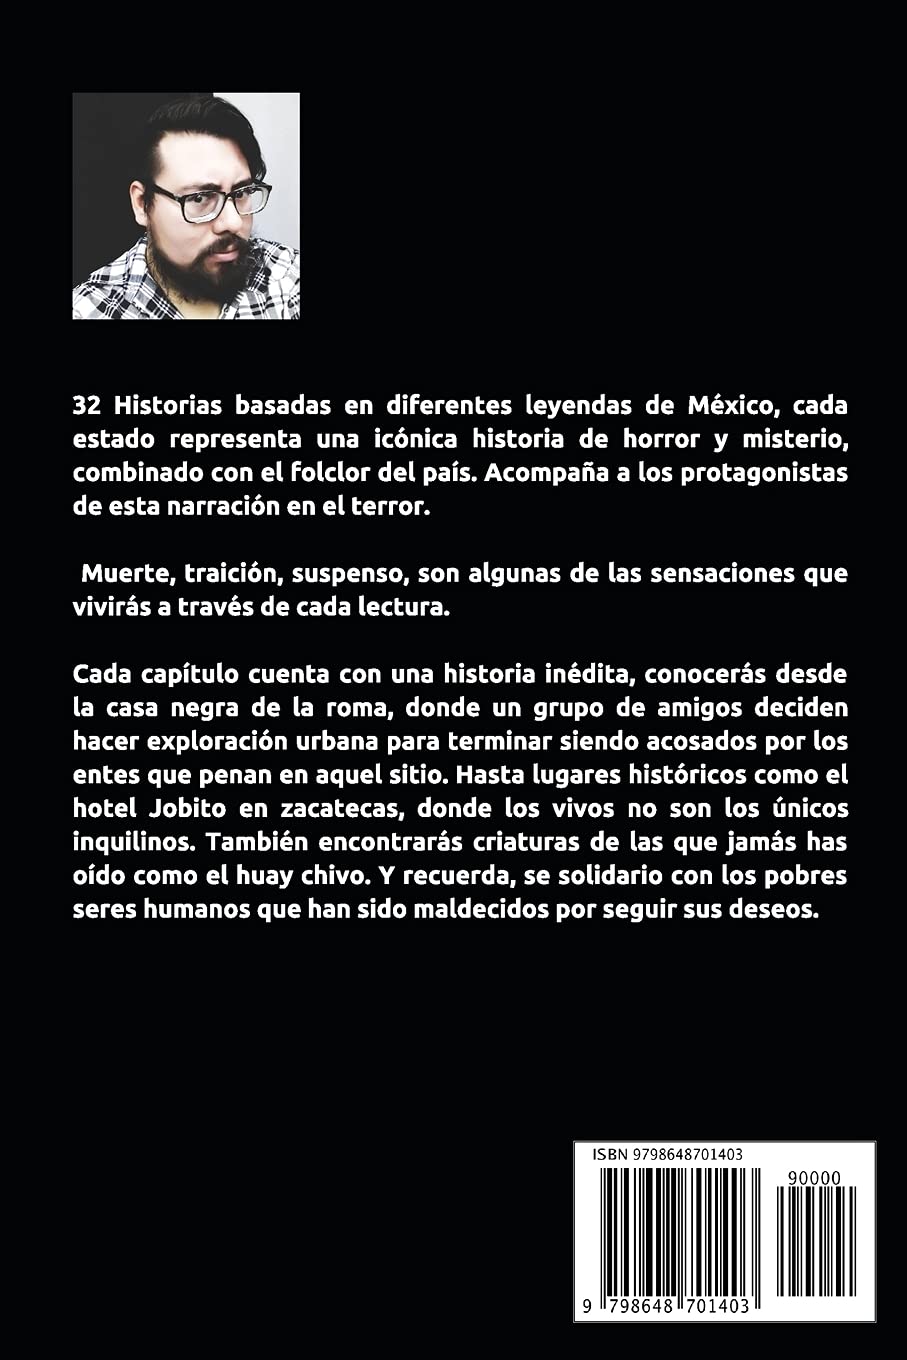 32 Historias basadas en diferentes leyendas de México, cada
estado representa una icónica historia de horror y misterio,
combinado con el folclor del país. Acompaña a los protagonistas
de esta narración en el terror.
Muerte, traición, suspenso, son algunas de las sensaciones que
vivirás a través de cada lectura.
Cada capítulo cuenta con una historia inédita, conocerás desde
la casa negra de la roma, donde un grupo de amigos deciden
hacer exploración urbana para terminar siendo acosados por los
entes que penan en aquel sitio. Hasta lugares históricos como el
hotel Jobito en zacatecas, donde los vivos no son los únicos
inquilinos. También encontrarás criaturas de las que jamás has
oído como el huay chivo. Y recuerda, se solidario con los pobres
seres humanos que han sido maldecidos por seguir sus deseos.
ISBN 9798648701403
90000
9 798648 701403